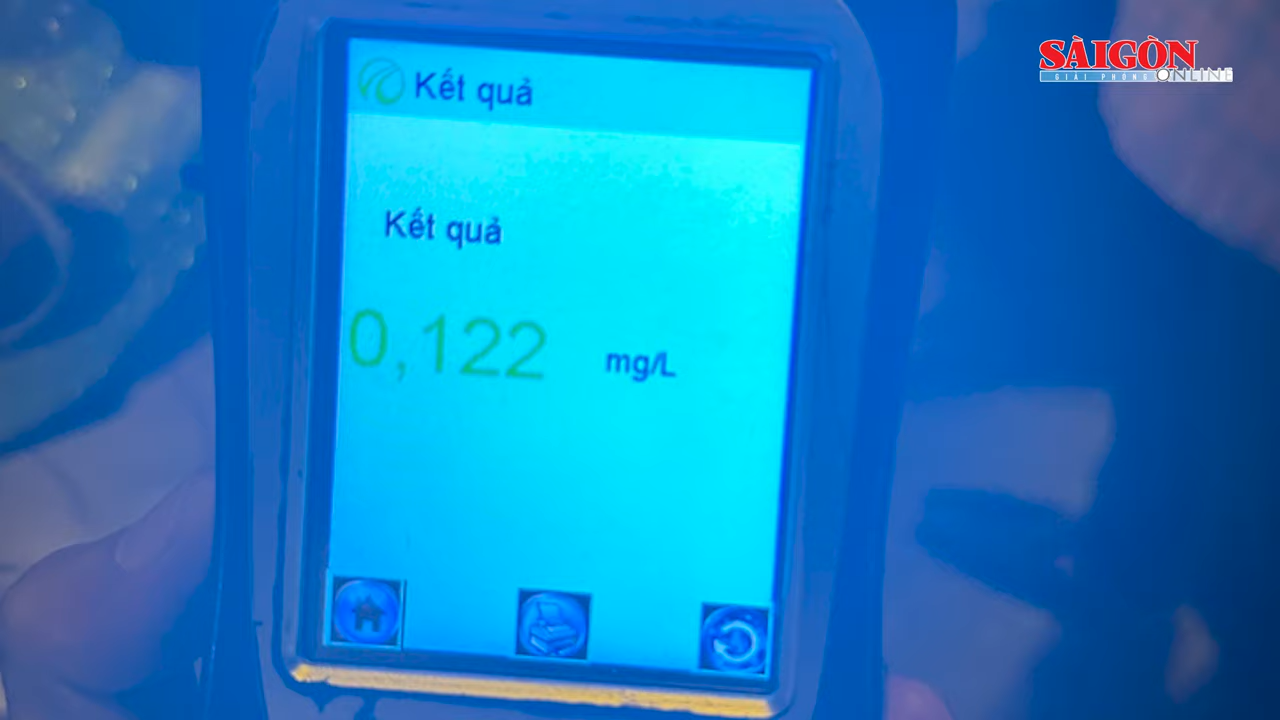 SÀIGÒN
GIẢI PHÓNG ONLINE
Kết quả
Kết quả
0,122 mg/L